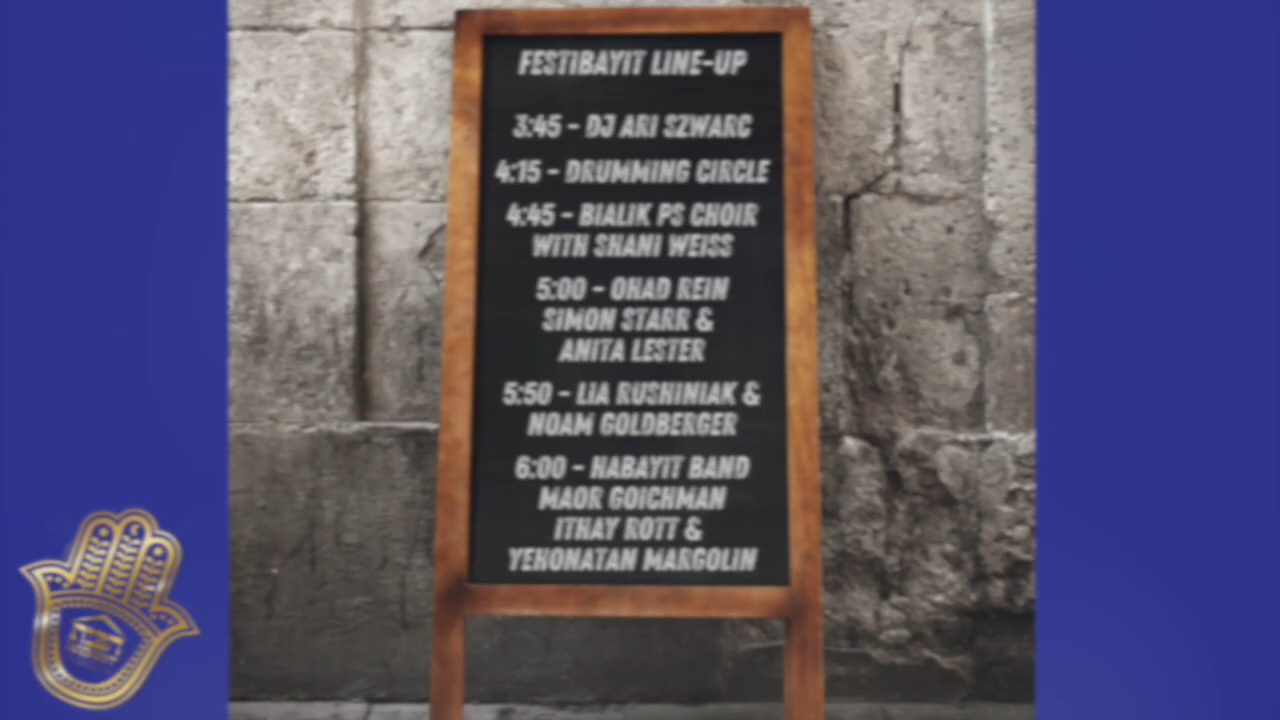 FESTIBAYIT LINE-UP
3:45 - DJ ARI SZWARC
4:15 - DRUMMING CIRCLE
4:45 - BIALIK PS CHOIR
WITH SHANI WEISS
5:00 - OHAD REIN
SIMON STARR &
ANITA LESTER
5:50 - LIA RUSHINIAK &
NOAM GOLDBERGER
6:00 - HABAYIT BAND
MAOR GOICHMAN
ITHAY ROTT &
YEHONATAN MARGOLIN